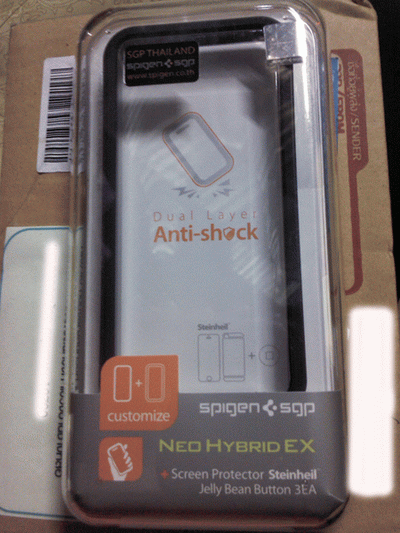 SGP THAILAND
spigen sgp
www.spigen.co.th
/ SENDER
Dual Layer
Anti-shock
Steinheil
+
+
customize
spigen sgp
NEO HYBRID EX
+ Screen Protector Steinheil
Jelly Bean Button 3EA